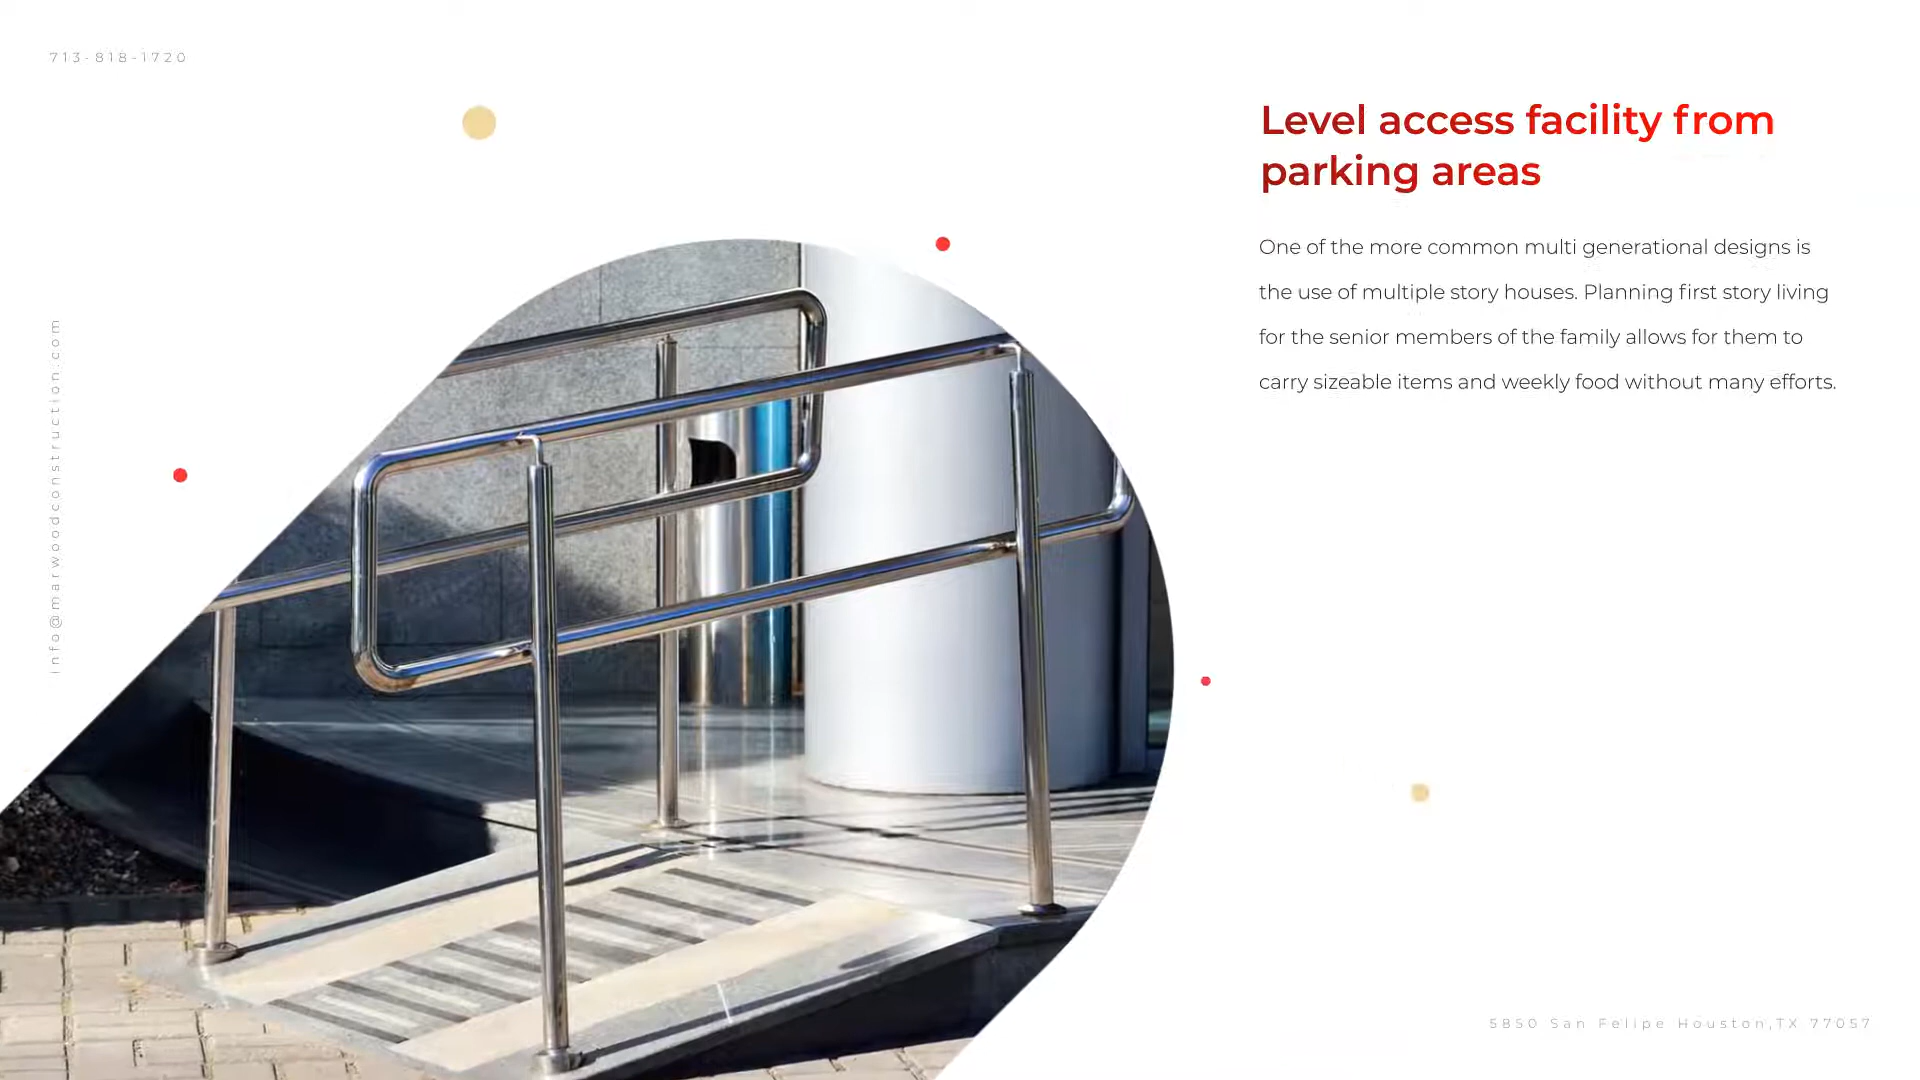 713-818-1720
Level access facility from
parking areas
One of the more common multi generational designs is
the use of multiple story houses. Planning first story living
for the senior members of the family allows for them to
carry sizeable items and weekly food without many efforts.
info@marwoodconstruction.com
5850 San Felipe Houston,TX 77057